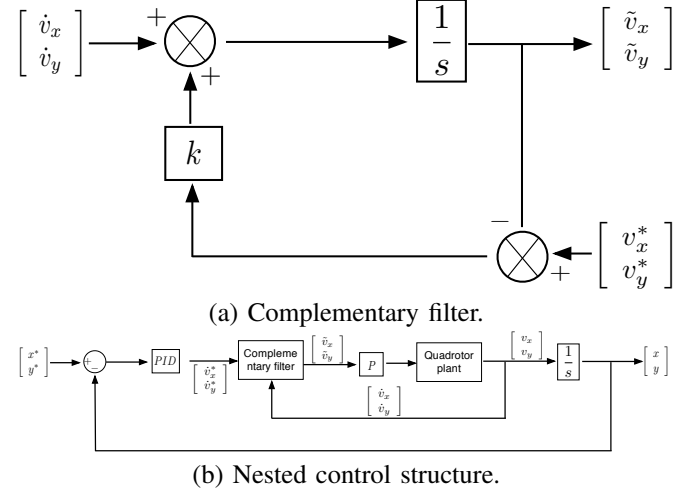 v̇x
v̇y
+
+
1
s
ṽx
ṽy
k
−
+
v*x
v*y
(a) Complementary filter.
x*
y*
+
−
PID
v̇*x
v̇*y
Compleme
ntary filter
ṽx
ṽy
P
Quadrotor
plant
v̇x
v̇y
vx
vy
1
s
x
y
(b) Nested control structure.